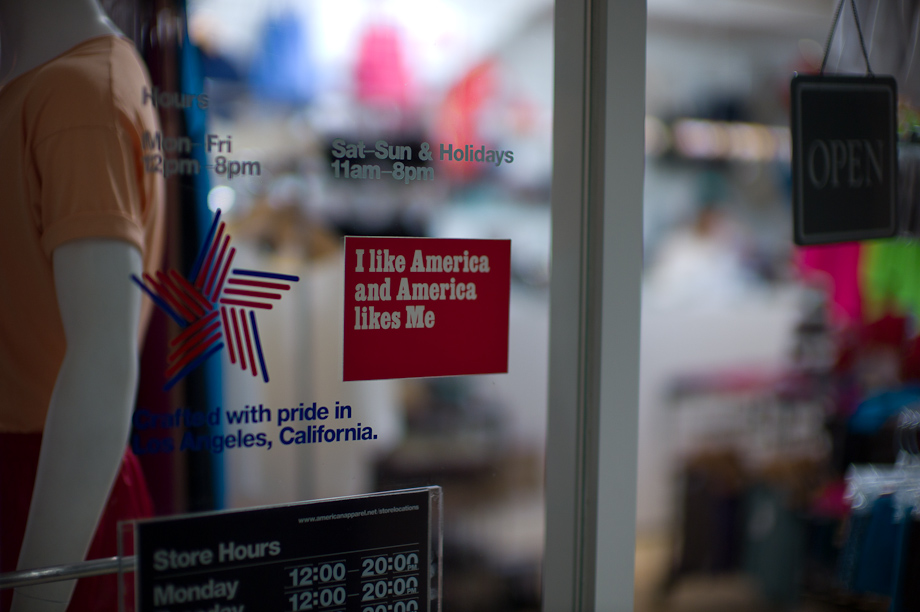 Hours
Mon–Fri
12pm–8pm
Sat–Sun & Holidays
11am–8pm
OPEN
I like America
and America
likes Me
Crafted with pride in
Los Angeles, California.
www.americanapparel.net/storelocations
Store Hours
Monday 12:00 - 20:00
12:00 - 20:00
20:00